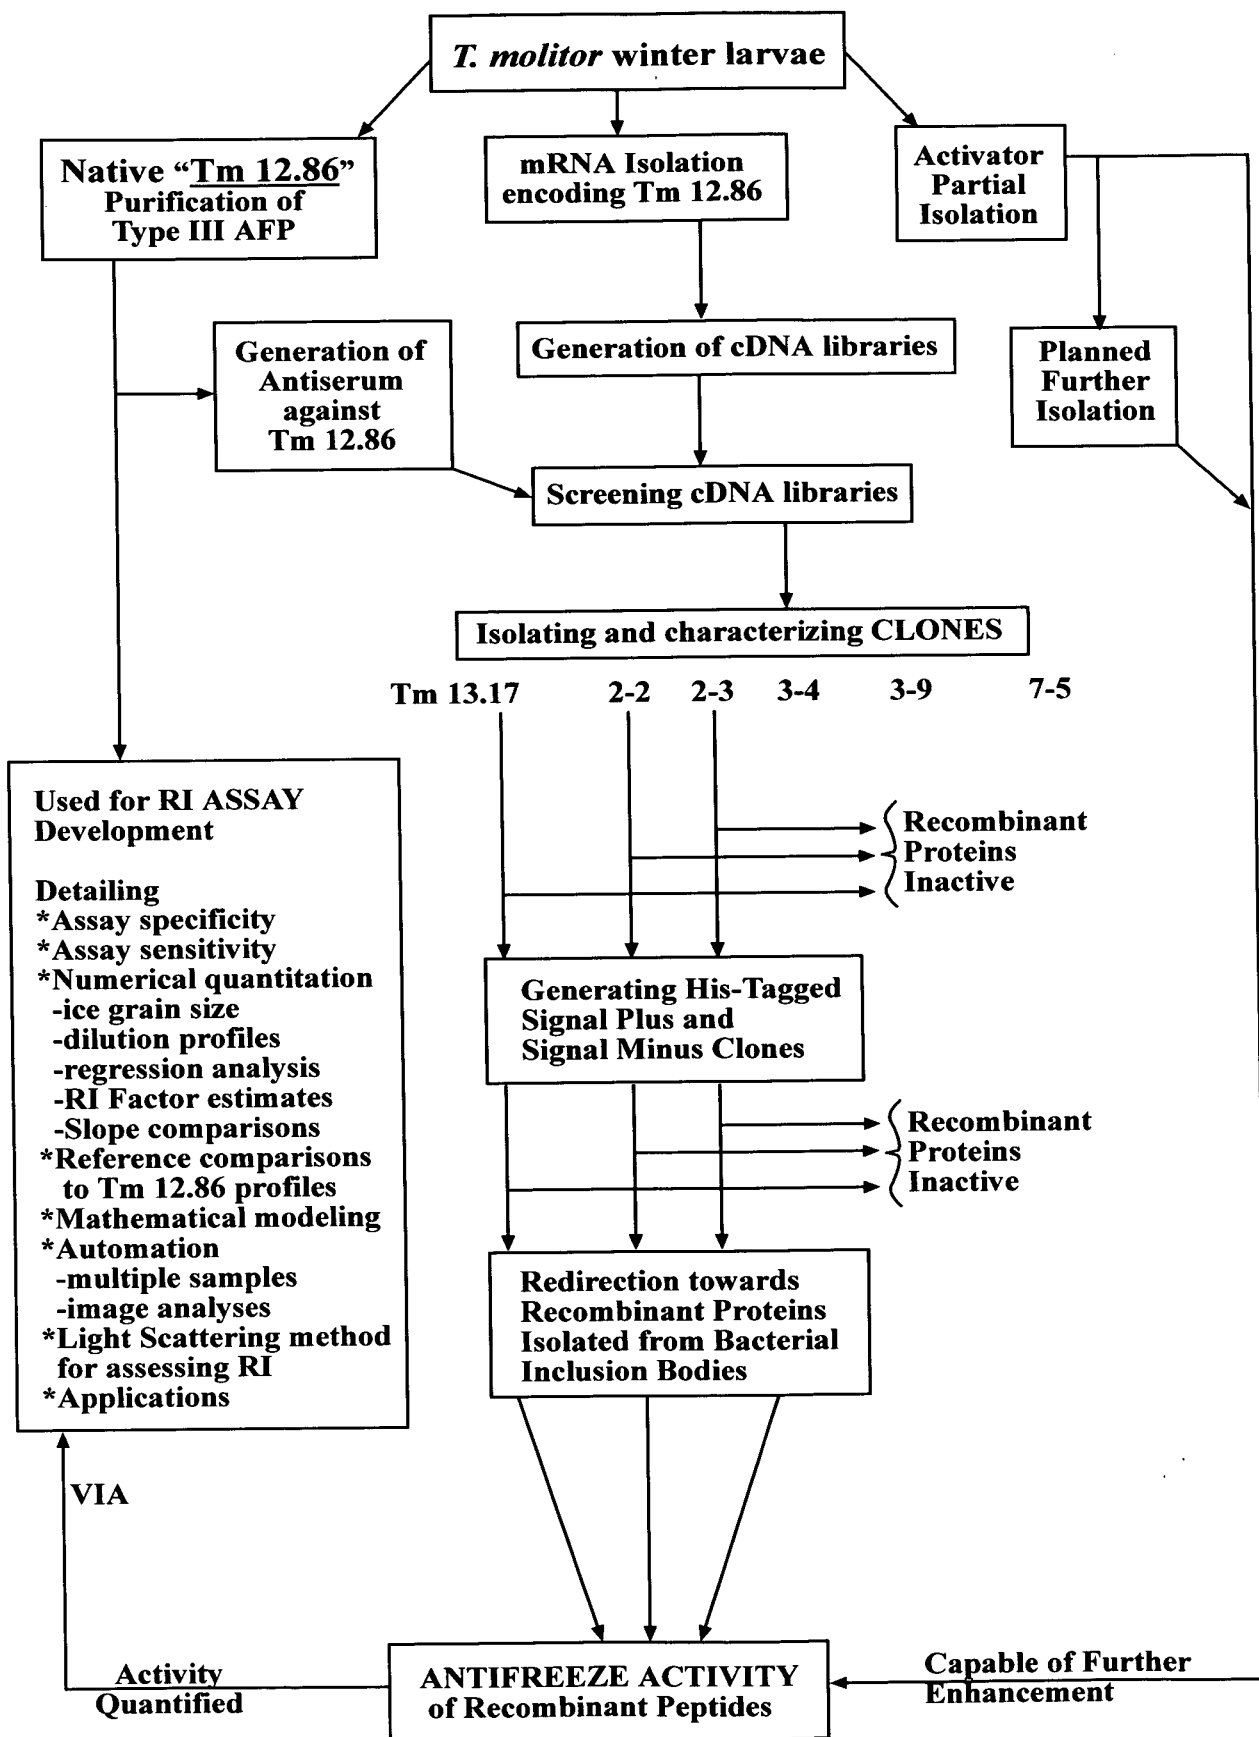 T. molitor winter larvae
Native “Tm 12.86”
Purification of
Type III AFP
mRNA Isolation
encoding Tm 12.86
Activator
Partial
Isolation
Generation of
Antiserum
against
Tm 12.86
Generation of cDNA libraries
Planned
Further
Isolation
Screening cDNA libraries
Isolating and characterizing CLONES
Tm 13.17 2-2 2-3 3-4 3-9 7-5
Recombinant
Proteins
Inactive
Used for RI ASSAY
Development
Detailing
*Assay specificity
*Assay sensitivity
*Numerical quantitation
-ice grain size
-dilution profiles
-regression analysis
-RI Factor estimates
-Slope comparisons
*Reference comparisons
to Tm 12.86 profiles
*Mathematical modeling
*Automation
-multiple samples
-image analyses
*Light Scattering method
for assessing RI
*Applications
Generating His-Tagged
Signal Plus and
Signal Minus Clones
Recombinant
Proteins
Inactive
Redirection towards
Recombinant Proteins
Isolated from Bacterial
Inclusion Bodies
VIA
Activity
Quantified
ANTIFREEZE ACTIVITY
of Recombinant Peptides
Capable of Further
Enhancement